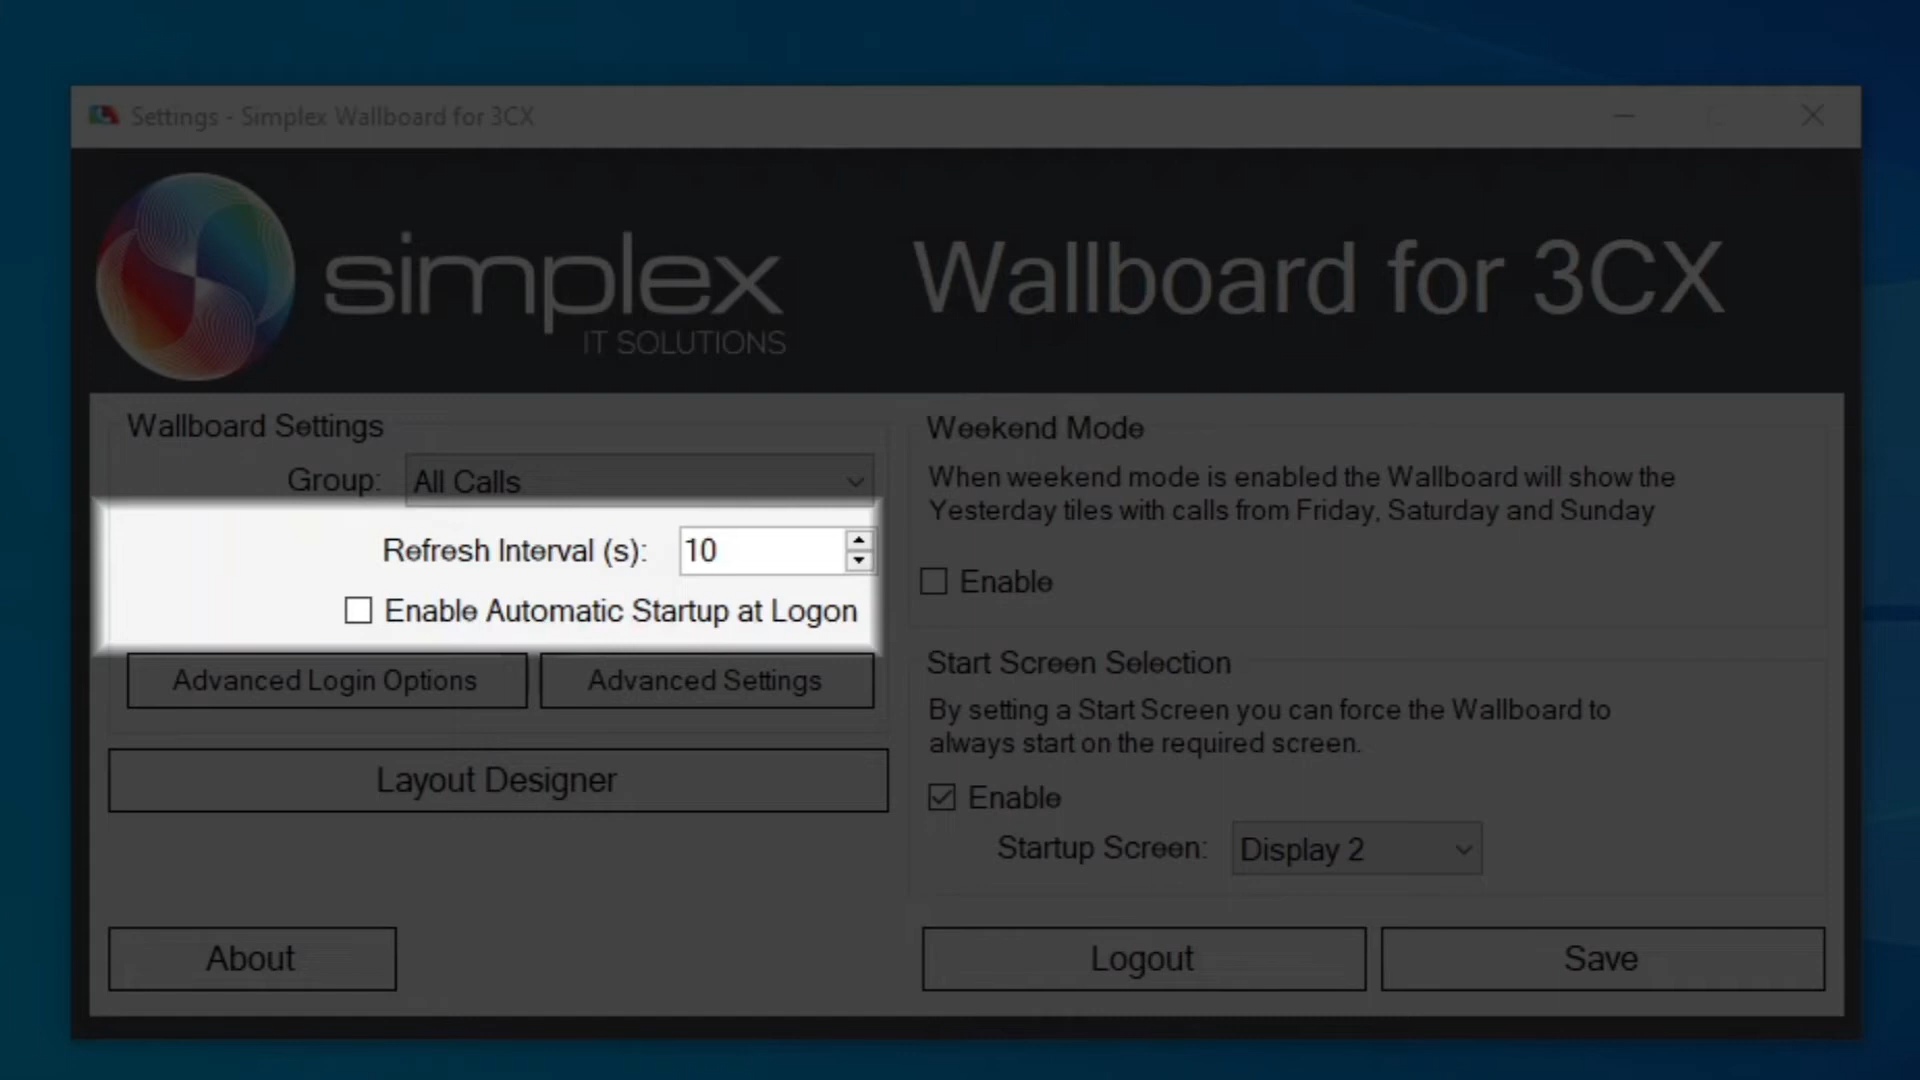 Settings - Simplex Wallboard for 3CX
simplex
IT SOLUTIONS
Wallboard for 3CX
Wallboard Settings
Group: All Calls
Refresh Interval (s): 10
Enable Automatic Startup at Logon
Advanced Login Options
Advanced Settings
Layout Designer
About
Weekend Mode
When weekend mode is enabled the Wallboard will show the
Yesterday tiles with calls from Friday, Saturday and Sunday
Enable
Start Screen Selection
By setting a Start Screen you can force the Wallboard to
always start on the required screen.
Enable
Startup Screen: Display 2
Logout
Save